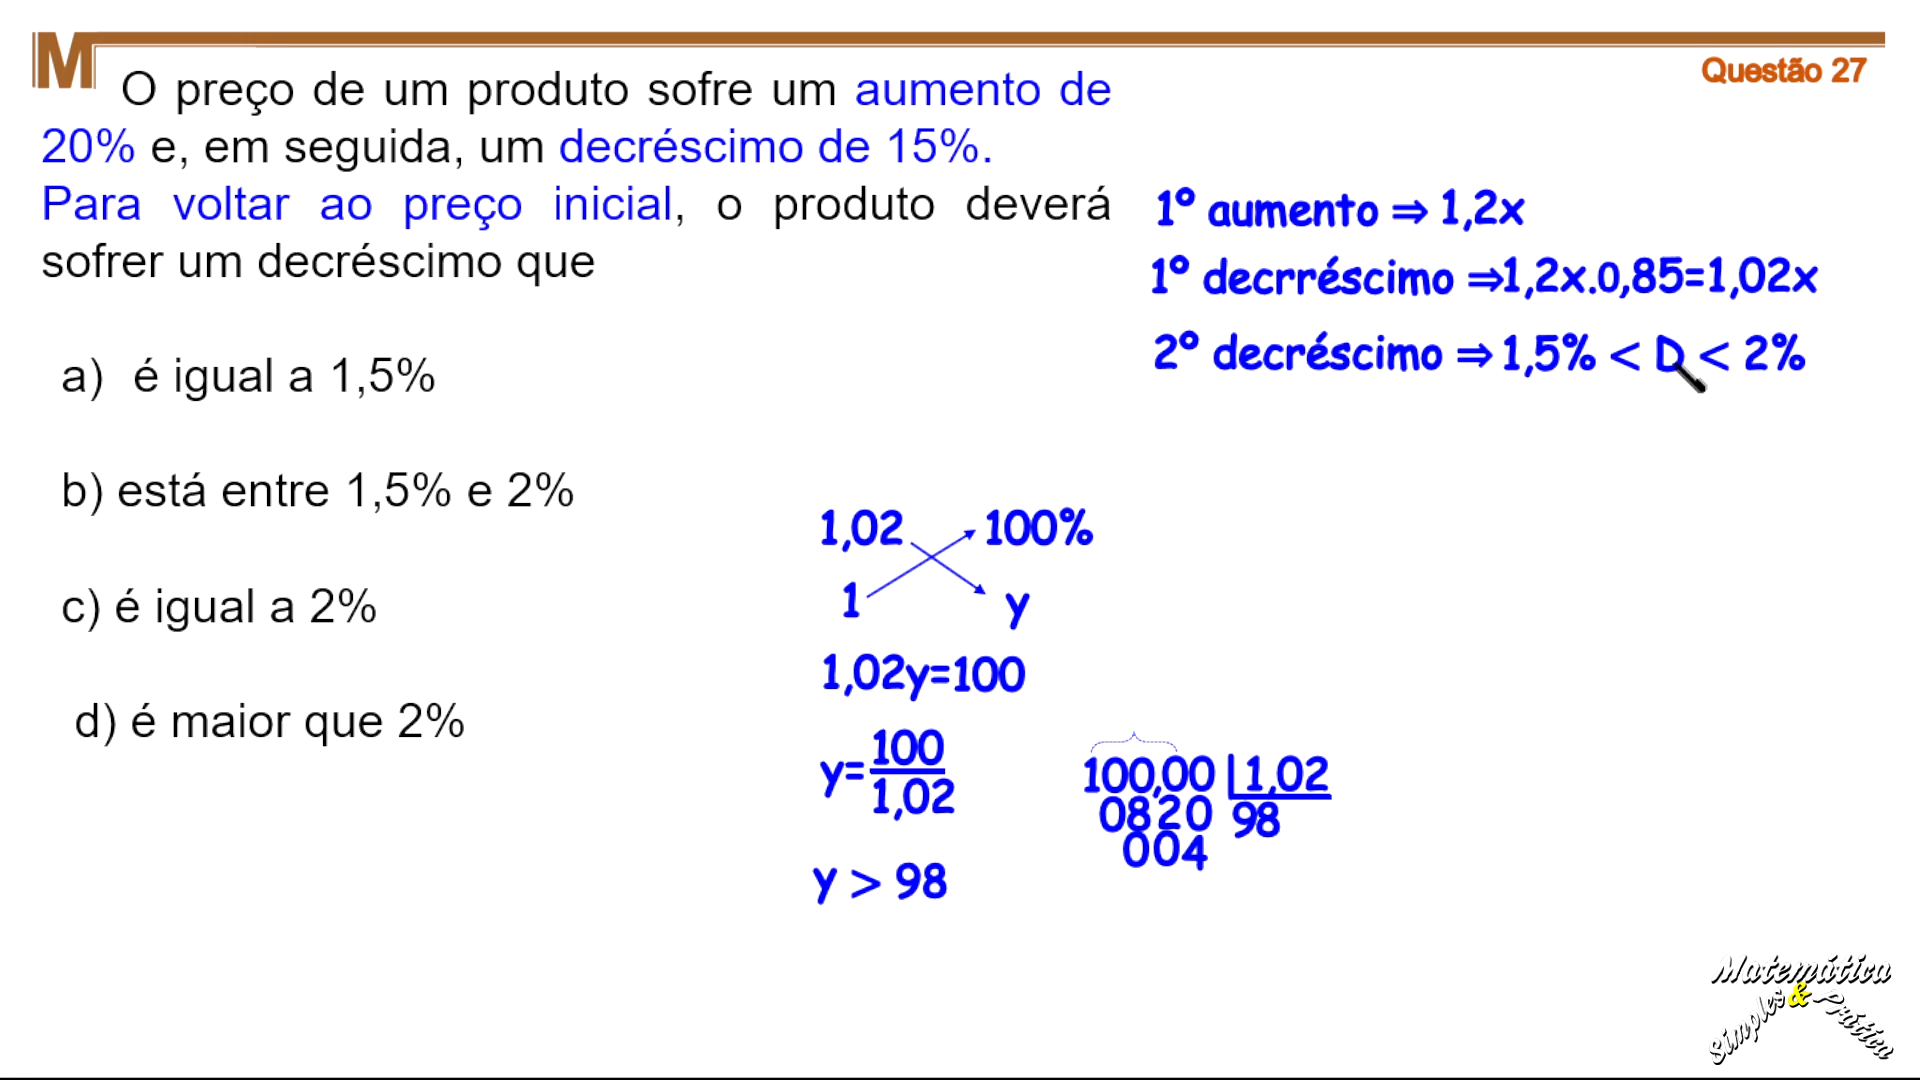 M
Questão 27
O preço de um produto sofre um aumento de
20% e, em seguida, um decréscimo de 15%.
Para voltar ao preço inicial, o produto deverá
sofrer um decréscimo que
a) é igual a 1,5%
b) está entre 1,5% e 2%
c) é igual a 2%
d) é maior que 2%
1º aumento ⇒ 1,2x
1º decrréscimo ⇒1,2x.0,85=1,02x
2º decréscimo ⇒ 1,5% < D < 2%
1,02 100%
1 y
1,02y=100
y=100/1,02
y > 98
100,00 |1,02
0820 98
004
Matemática
Simples & Prática